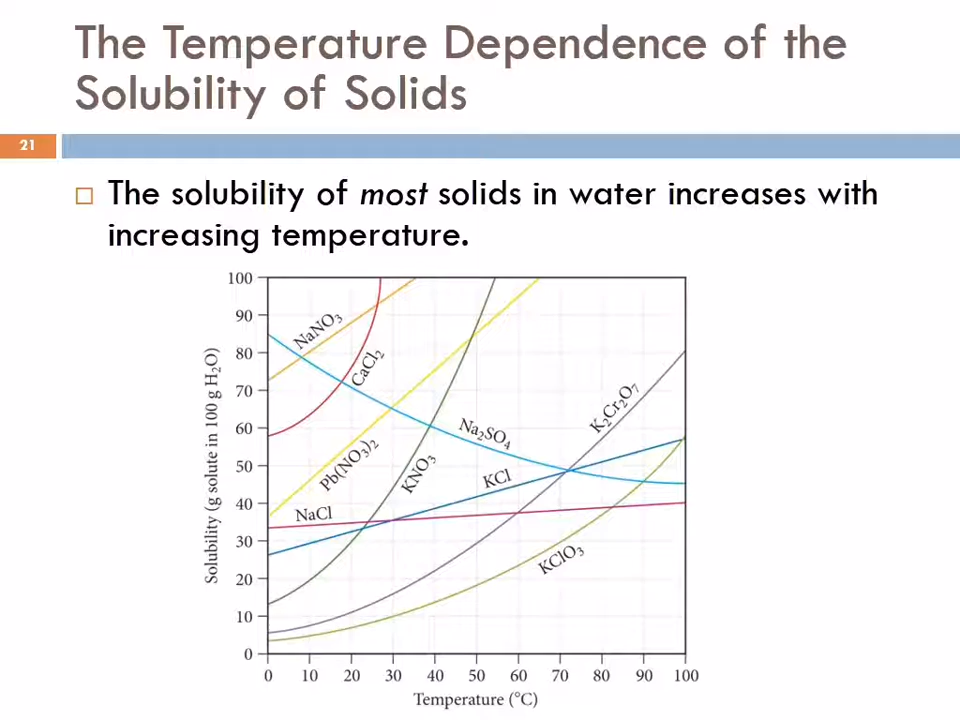 The Temperature Dependence of the
Solubility of Solids
21
The solubility of most solids in water increases with
increasing temperature.
100
90
80
70
60
50
40
30
20
10
0
Solubility (g solute in 100 g H₂O)
NaNO₃
CaCl₂
Pb(NO₃)₂
KNO₃
Na₂SO₄
K₂Cr₂O₇
KCl
NaCl
KClO₃
0 10 20 30 40 50 60 70 80 90 100
Temperature (°C)